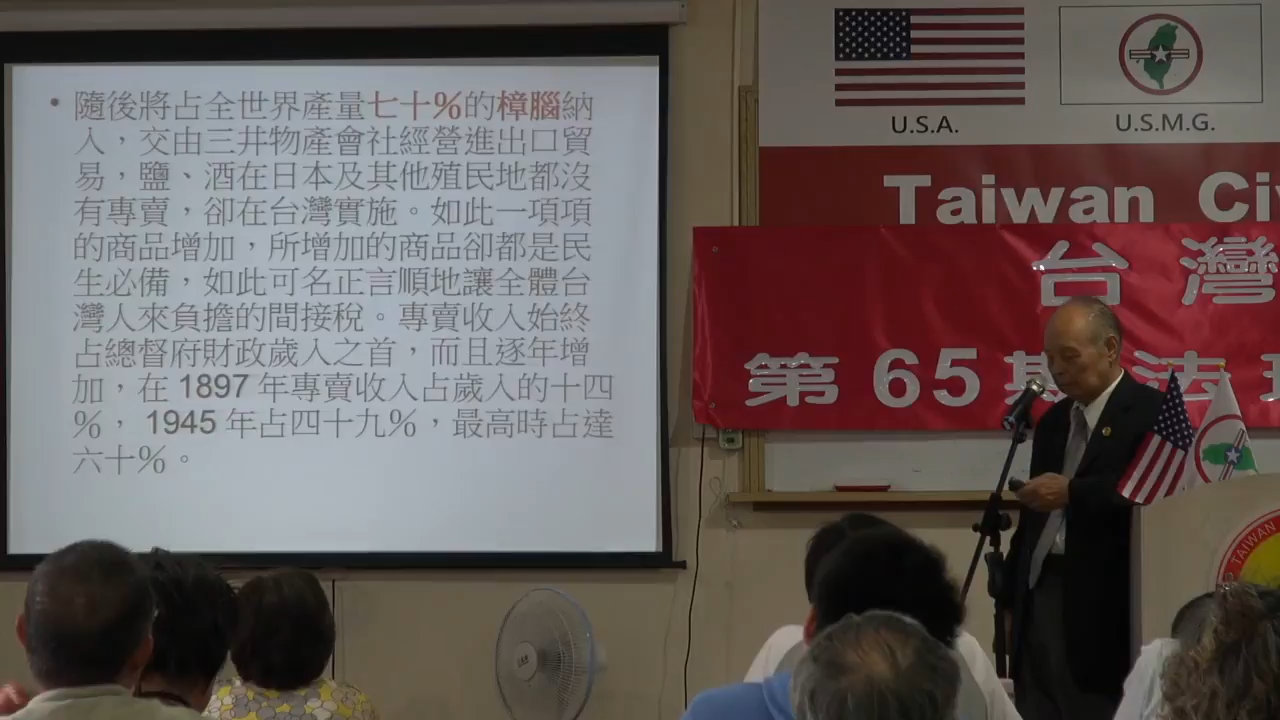 • 隨後將占全世界產量七十%的樟腦納
入，交由三井物產會社經營進出口貿
易，鹽、酒在日本及其他殖民地都沒
有專賣，卻在台灣實施。如此一項項
的商品增加，所增加的商品卻都是民
生必備，如此可名正言順地讓全體台
灣人來負擔的間接稅。專賣收入始終
占總督府財政歲入之首，而且逐年增
加，在 1897 年專賣收入占歲入的十四
%， 1945 年占四十九%，最高時占達
六十%。
U.S.A.
U.S.M.G.
Taiwan Ci
台灣
第65期法理
TAIWAN